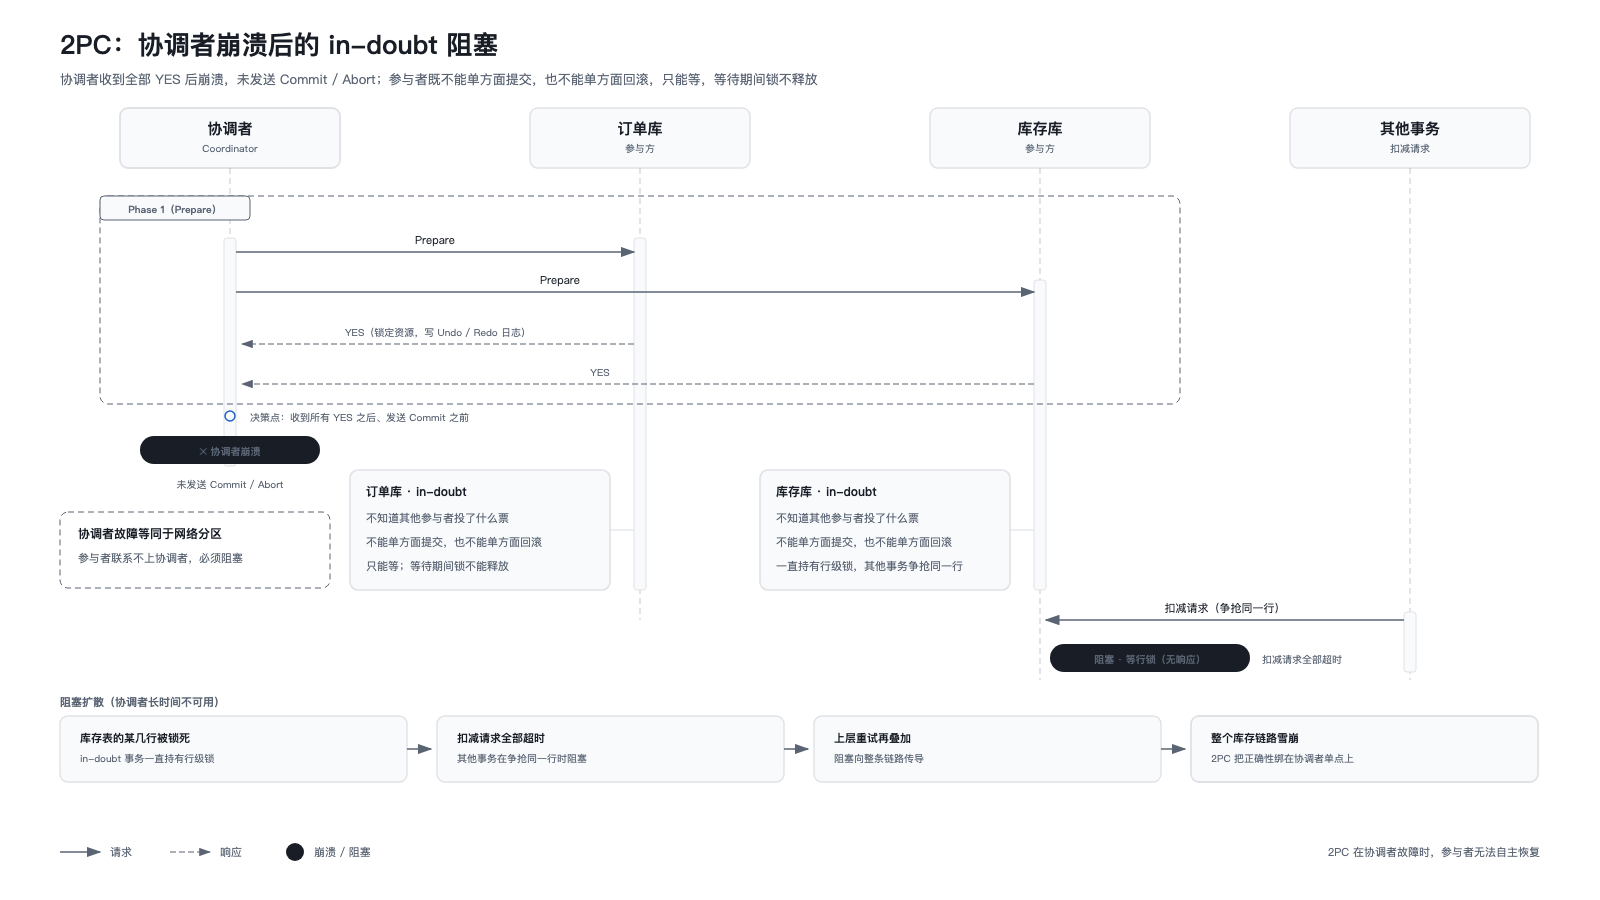 2PC：协调者崩溃后的 in-doubt 阻塞
协调者收到全部 YES 后崩溃，未发送 Commit / Abort；参与者既不能单方面提交，也不能单方面回滚，只能等，等待期间锁不释放
协调者
Coordinator
订单库
参与方
库存库
参与方
其他事务
扣减请求
Phase 1（Prepare）
Prepare
Prepare
YES（锁定资源，写 Undo / Redo 日志）
YES
决策点：收到所有 YES 之后、发送 Commit 之前
× 协调者崩溃
未发送 Commit / Abort
协调者故障等同于网络分区
参与者联系不上协调者，必须阻塞
订单库 · in-doubt
不知道其他参与者投了什么票
不能单方面提交，也不能单方面回滚
只能等；等待期间锁不能释放
库存库 · in-doubt
不知道其他参与者投了什么票
不能单方面提交，也不能单方面回滚
一直持有行级锁，其他事务争抢同一行
扣减请求（争抢同一行）
阻塞 · 等行锁（无响应）
扣减请求全部超时
阻塞扩散（协调者长时间不可用）
库存表的某几行被锁死
in-doubt 事务一直持有行级锁
扣减请求全部超时
其他事务在争抢同一行时阻塞
上层重试再叠加
阻塞向整条链路传导
整个库存链路雪崩
2PC 把正确性绑在协调者单点上
请求
响应
崩溃 / 阻塞
2PC 在协调者故障时，参与者无法自主恢复